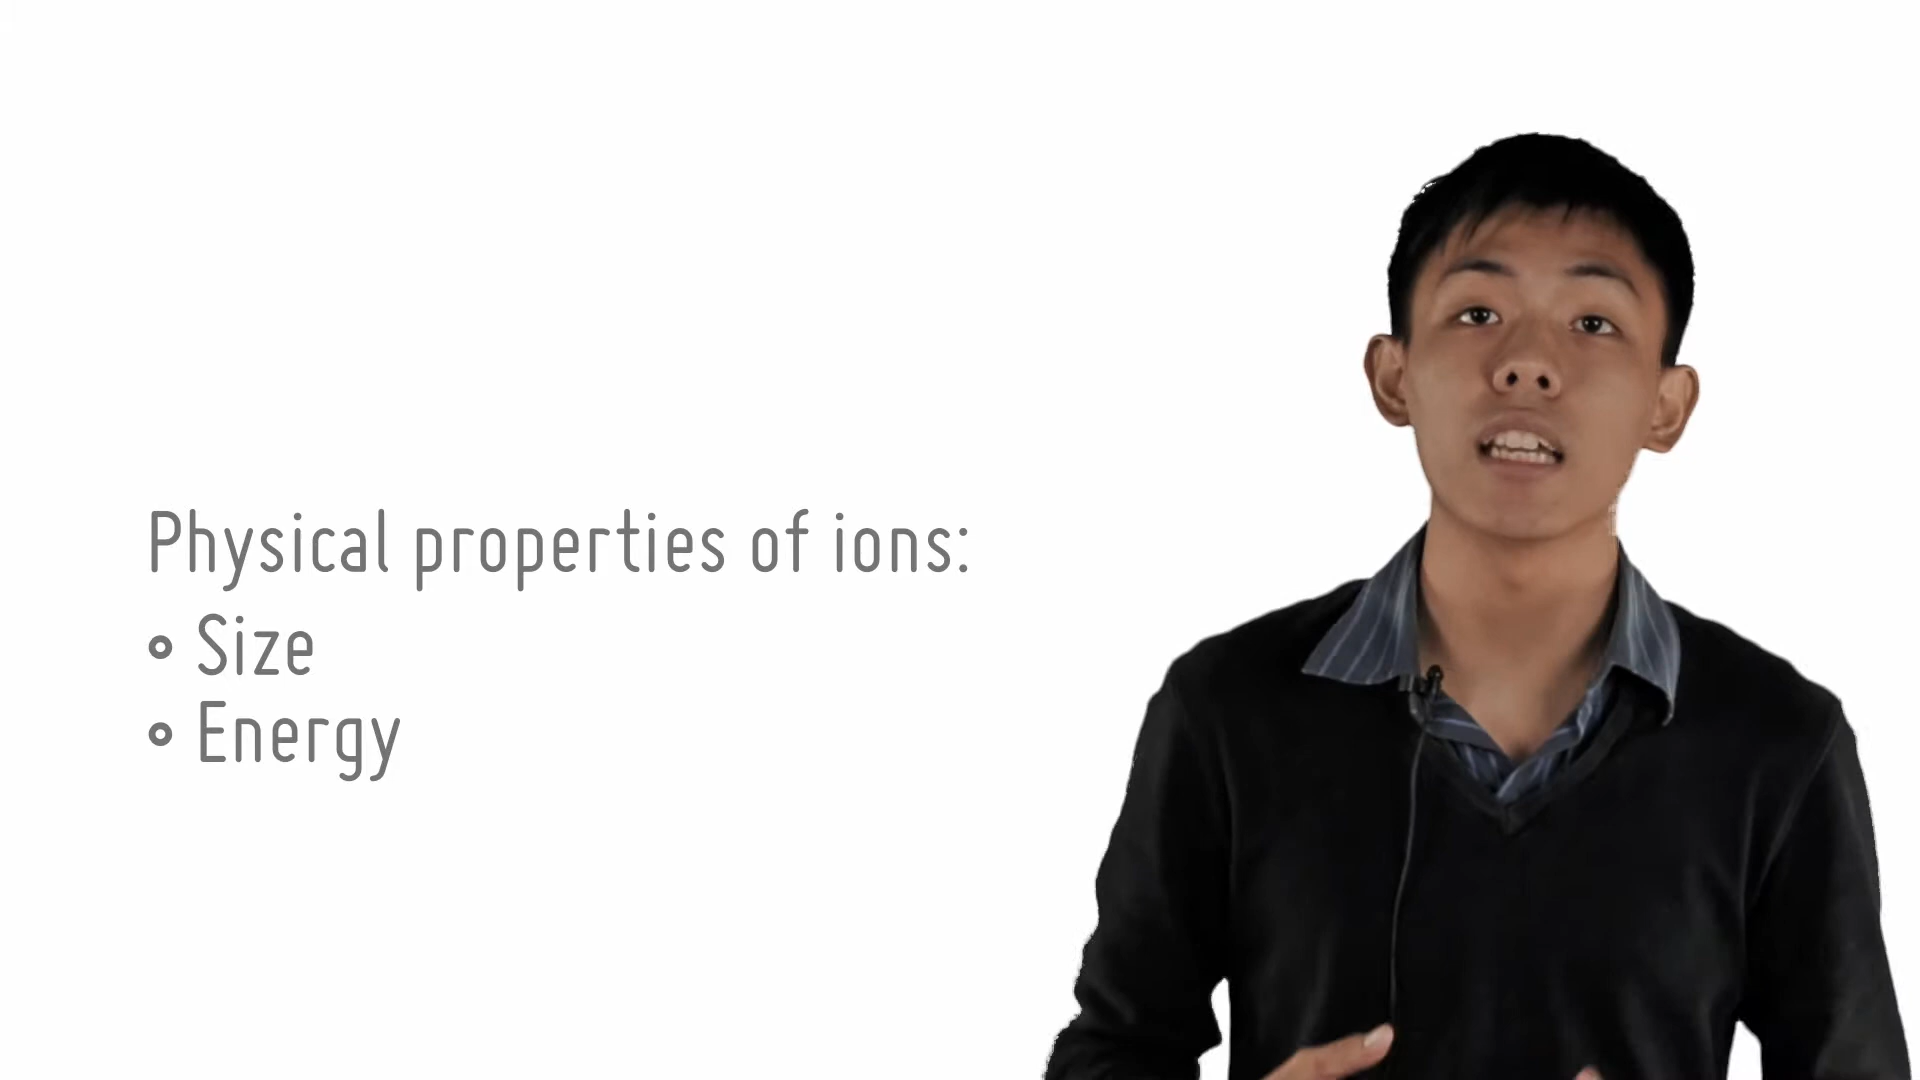 Physical properties of ions:
• Size
• Energy